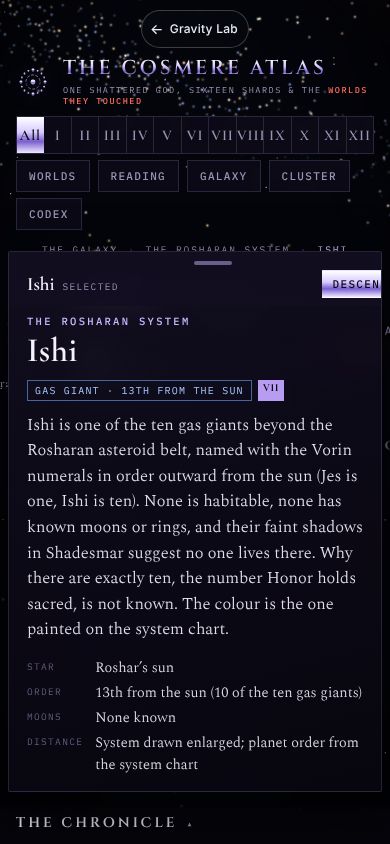 ← Gravity Lab
THE COSMERE ATLAS
ONE SHATTERED GOD, SIXTEEN SHARDS & THE WORLDS
THEY TOUCHED
All I II III IV V VI VII VIII IX X XI XII
WORLDS READING GALAXY CLUSTER
CODEX
THE GALAXY · THE ROSHARAN SYSTEM · ISHI
Ishi SELECTED
DESCEN
THE ROSHARAN SYSTEM
Ishi
GAS GIANT · 13TH FROM THE SUN VII
Ishi is one of the ten gas giants beyond the
Rosharan asteroid belt, named with the Vorin
numerals in order outward from the sun (Jes is
one, Ishi is ten). None is habitable, none has
known moons or rings, and their faint shadows
in Shadesmar suggest no one lives there. Why
there are exactly ten, the number Honor holds
sacred, is not known. The colour is the one
painted on the system chart.
STAR Roshar’s sun
ORDER 13th from the sun (10 of the ten gas giants)
MOONS None known
DISTANCE System drawn enlarged; planet order from
the system chart
THE CHRONICLE ▴